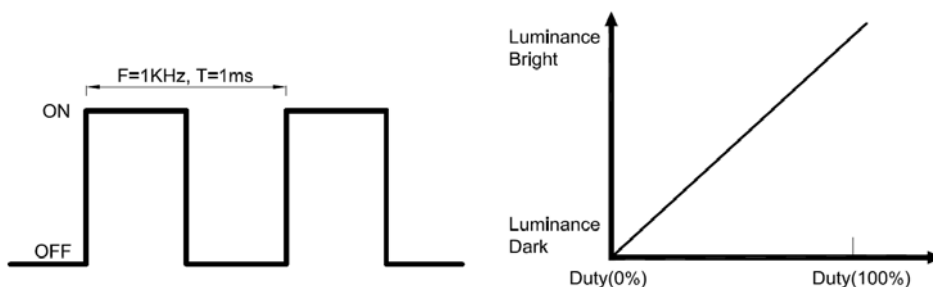 F=1KHz, T=1ms
ON
OFF
Luminance
Bright
Luminance
Dark
Duty(0%)
Duty(100%)